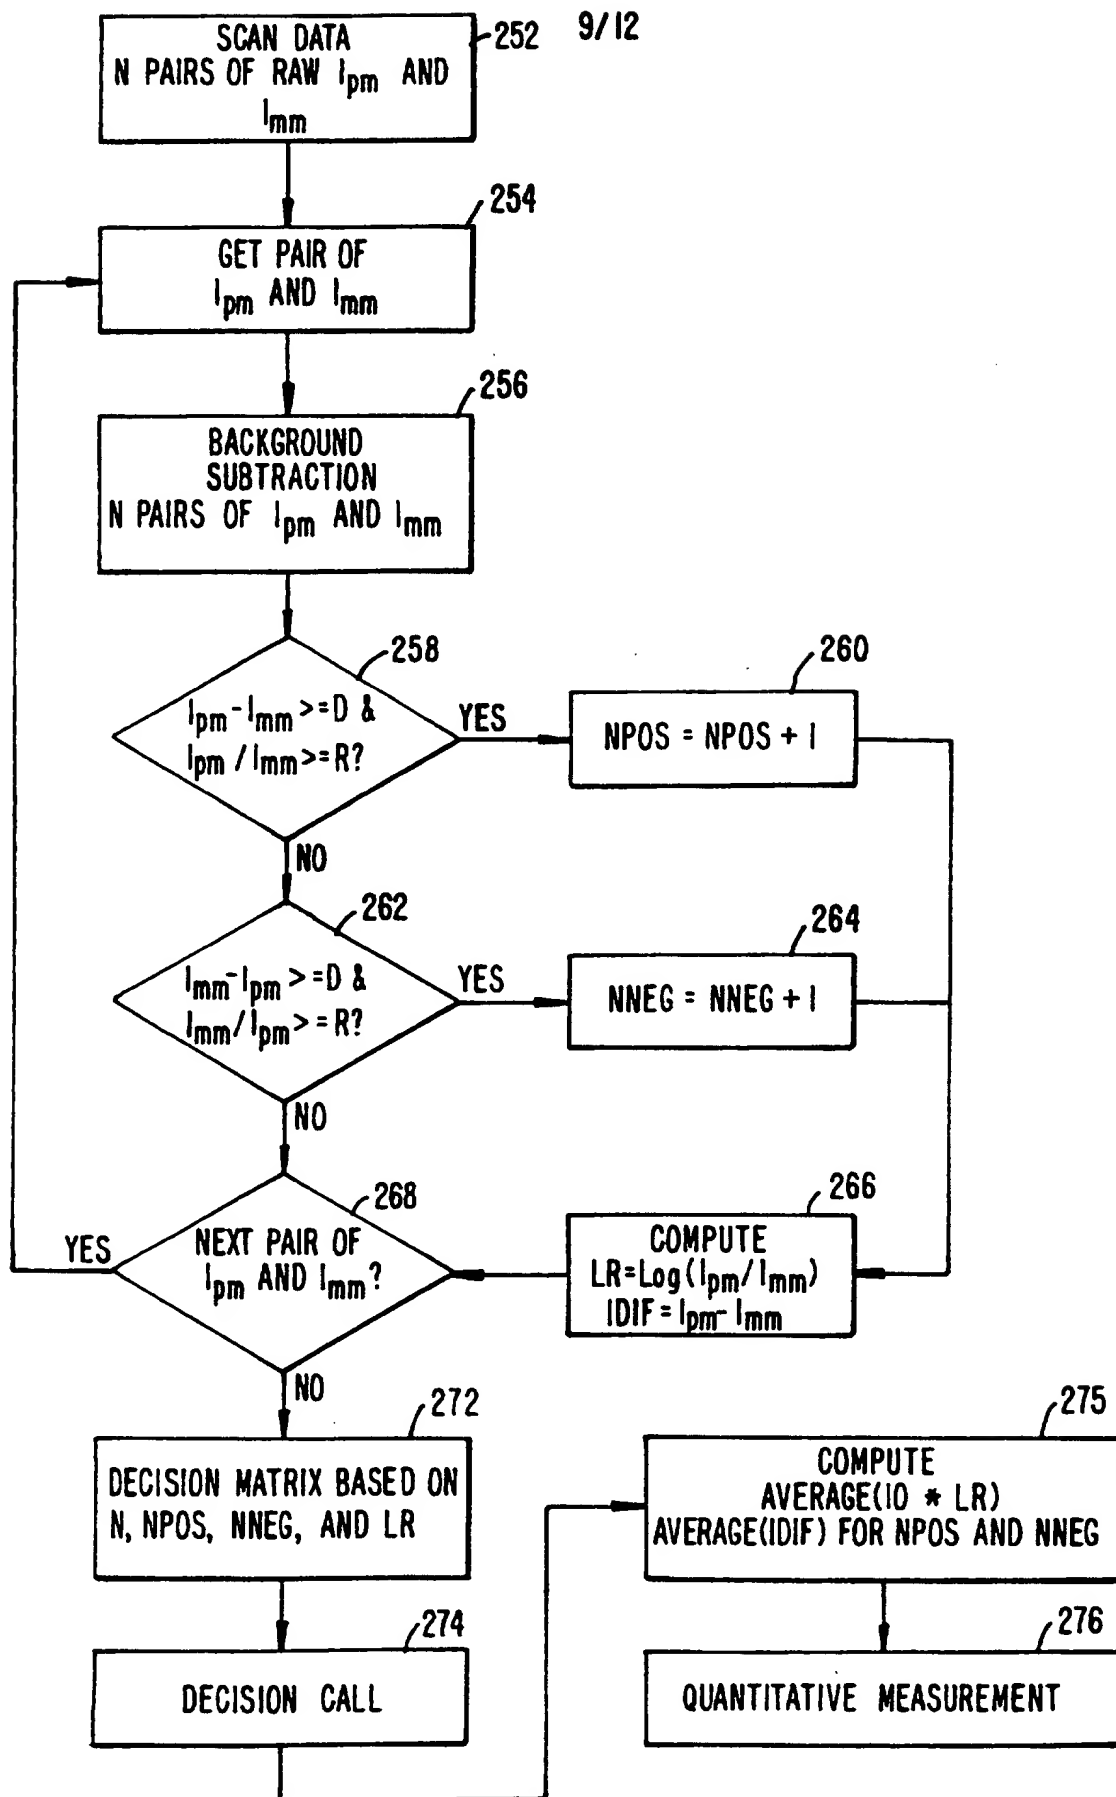 9/12
252
SCAN DATA
N PAIRS OF RAW Ipm AND
Imm
254
GET PAIR OF
Ipm AND Imm
256
BACKGROUND
SUBTRACTION
N PAIRS OF Ipm AND Imm
258
Ipm-Imm >=D &
Ipm / Imm >=R?
YES
NO
260
NPOS = NPOS + 1
262
Imm-Ipm >=D &
Imm / Ipm >=R?
YES
NO
264
NNEG = NNEG + 1
266
COMPUTE
LR=Log(Ipm/Imm)
IDIF=Ipm-Imm
268
NEXT PAIR OF
Ipm AND Imm?
YES
NO
272
DECISION MATRIX BASED ON
N, NPOS, NNEG, AND LR
274
DECISION CALL
275
COMPUTE
AVERAGE(10 * LR)
AVERAGE(IDIF) FOR NPOS AND NNEG
276
QUANTITATIVE MEASUREMENT